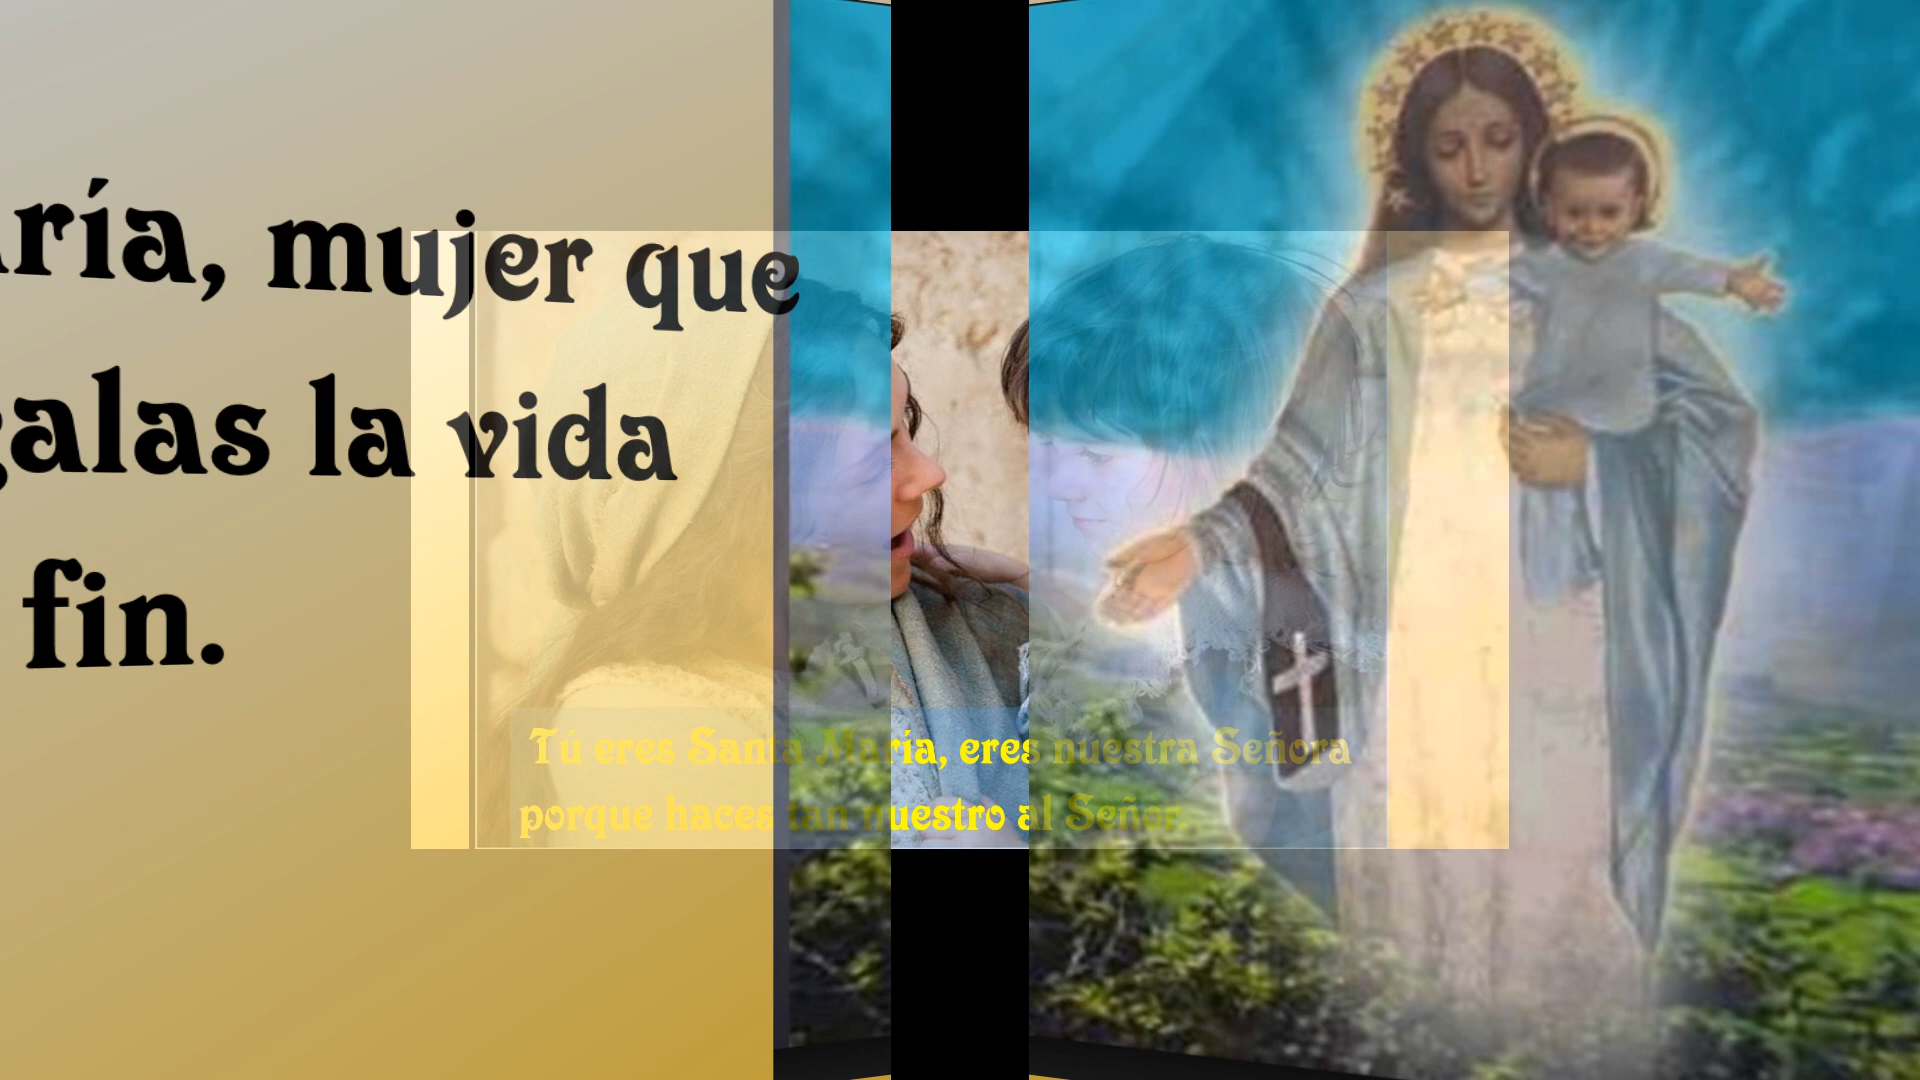 aría, mujer que
galas la vida
fin.
Tú eres Santa María, eres nuestra Señora
porque haces tan nuestro al Señor.